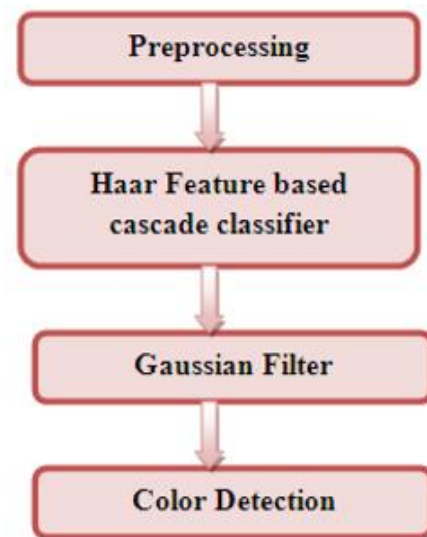 Preprocessing
Haar Feature based
cascade classifier
Gaussian Filter
Color Detection